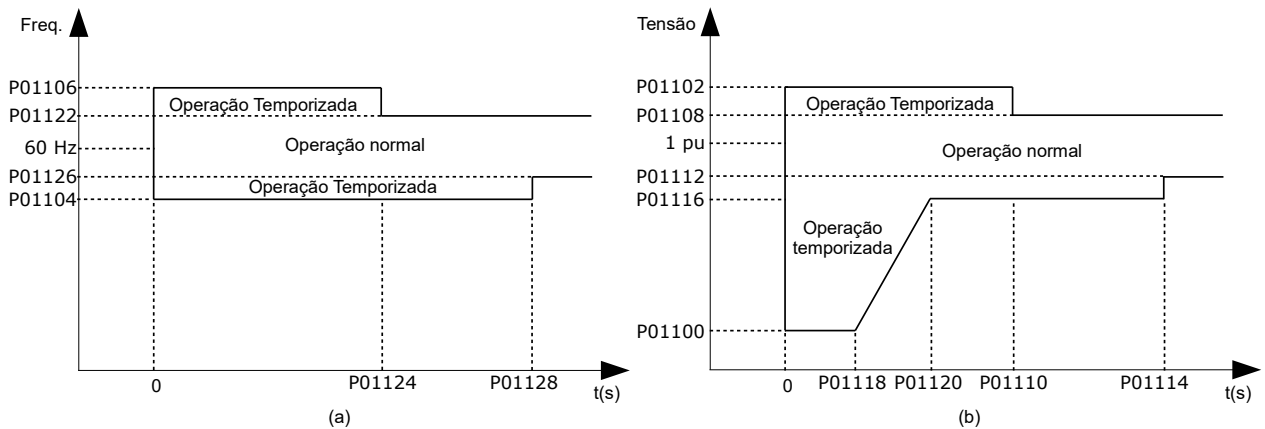 Freq.
P01106
Operação Temporizada
P01122
60 Hz
Operação normal
P01126
Operação Temporizada
P01104
0
P01124
P01128
t(s)
(a)
Tensão
P01102
Operação Temporizada
P01108
1 pu
Operação normal
P01112
P01116
Operação
temporizada
P01100
0
P01118
P01120
P01110
P01114
t(s)
(b)